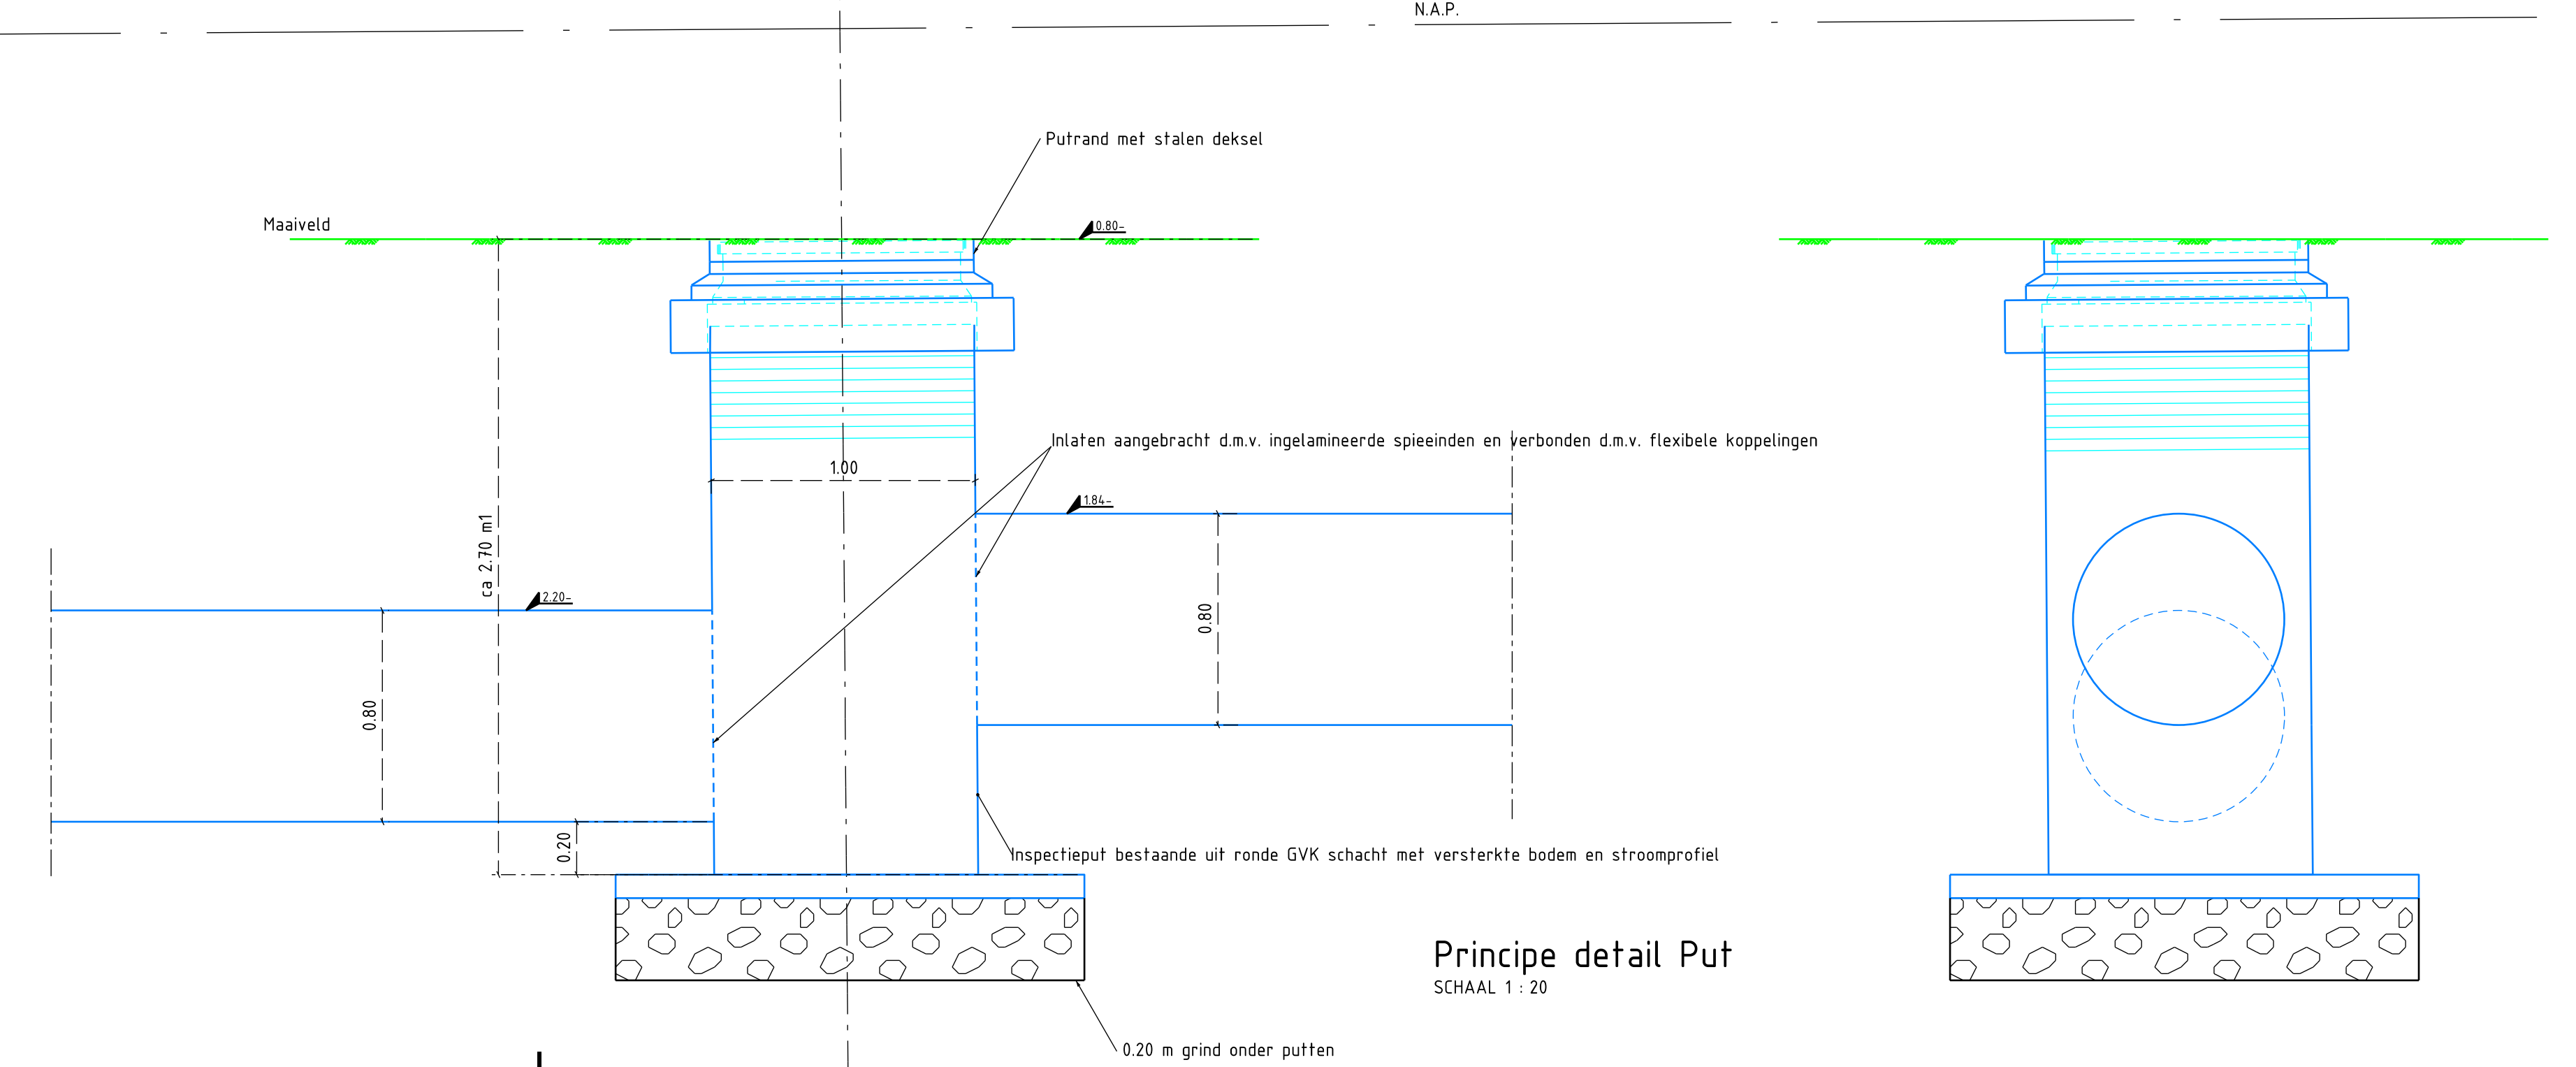 N.A.P.
Putrand met stalen deksel
Maaiveld
0.80-
Inlaten aangebracht d.m.v. ingelamineerde spieeinden en verbonden d.m.v. flexibele koppelingen
1.00
1.84-
ca 2.70 m1
2.20-
0.80
0.80
0.20
Inspectieput bestaande uit ronde GVK schacht met versterkte bodem en stroomprofiel
Principe detail Put
SCHAAL 1 : 20
0.20 m grind onder putten